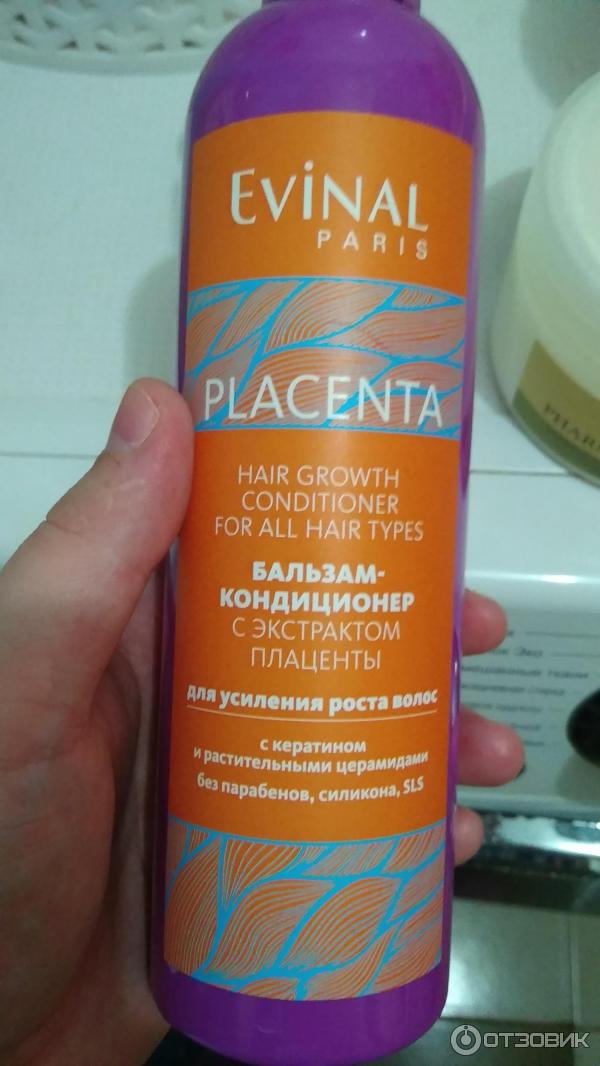 EViNAL
PARIS
PLACENTA
HAIR GROWTH
CONDITIONER
FOR ALL HAIR TYPES
БАЛЬЗАМ-
КОНДИЦИОНЕР
С ЭКСТРАКТОМ
ПЛАЦЕНТЫ
для усиления роста волос
с кератином
и растительными церамидами
без парабенов, силикона, SLS
ОТЗОВИК